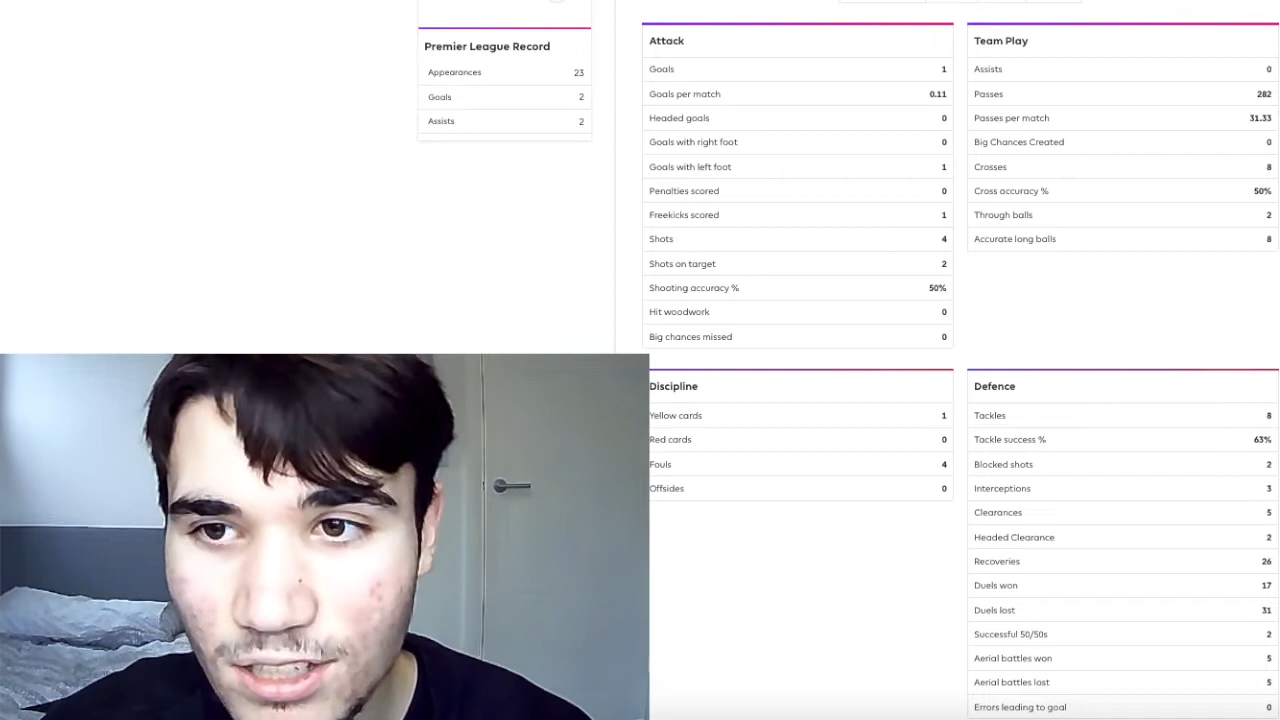 Premier League Record
Appearances 23
Goals 2
Assists 2
Attack
Goals 1
Goals per match 0.11
Headed goals 0
Goals with right foot 0
Goals with left foot 1
Penalties scored 0
Freekicks scored 1
Shots 4
Shots on target 2
Shooting accuracy % 50%
Hit woodwork 0
Big chances missed 0
Team Play
Assists 0
Passes 282
Passes per match 31.33
Big Chances Created 0
Crosses 8
Cross accuracy % 50%
Through balls 2
Accurate long balls 8
Discipline
Yellow cards 1
Red cards 0
Fouls 4
Offsides 0
Defence
Tackles 8
Tackle success % 63%
Blocked shots 2
Interceptions 3
Clearances 5
Headed Clearance 2
Recoveries 26
Duels won 17
Duels lost 31
Successful 50/50s 2
Aerial battles won 5
Aerial battles lost 5
Errors leading to goal 0